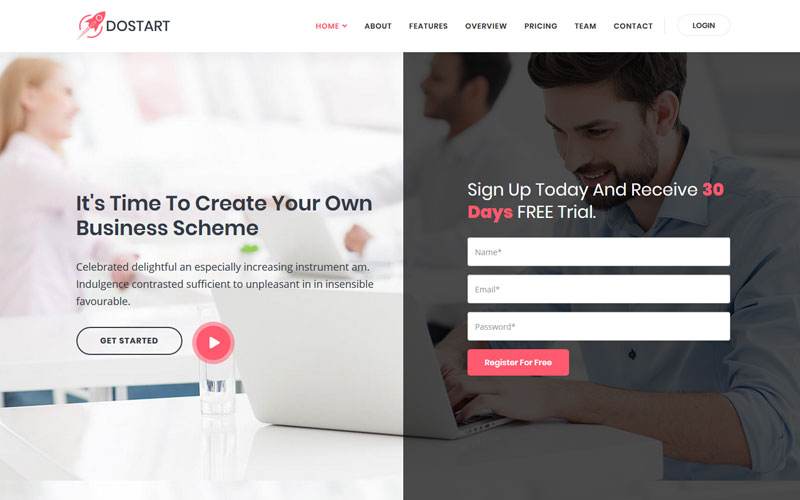 DOSTART
HOME ABOUT FEATURES OVERVIEW PRICING TEAM CONTACT LOGIN
It's Time To Create Your Own
Business Scheme
Celebrated delightful an especially increasing instrument am.
Indulgence contrasted sufficient to unpleasant in in insensible
favourable.
GET STARTED
Sign Up Today And Receive 30
Days FREE Trial.
Name*
Email*
Password*
Register For Free